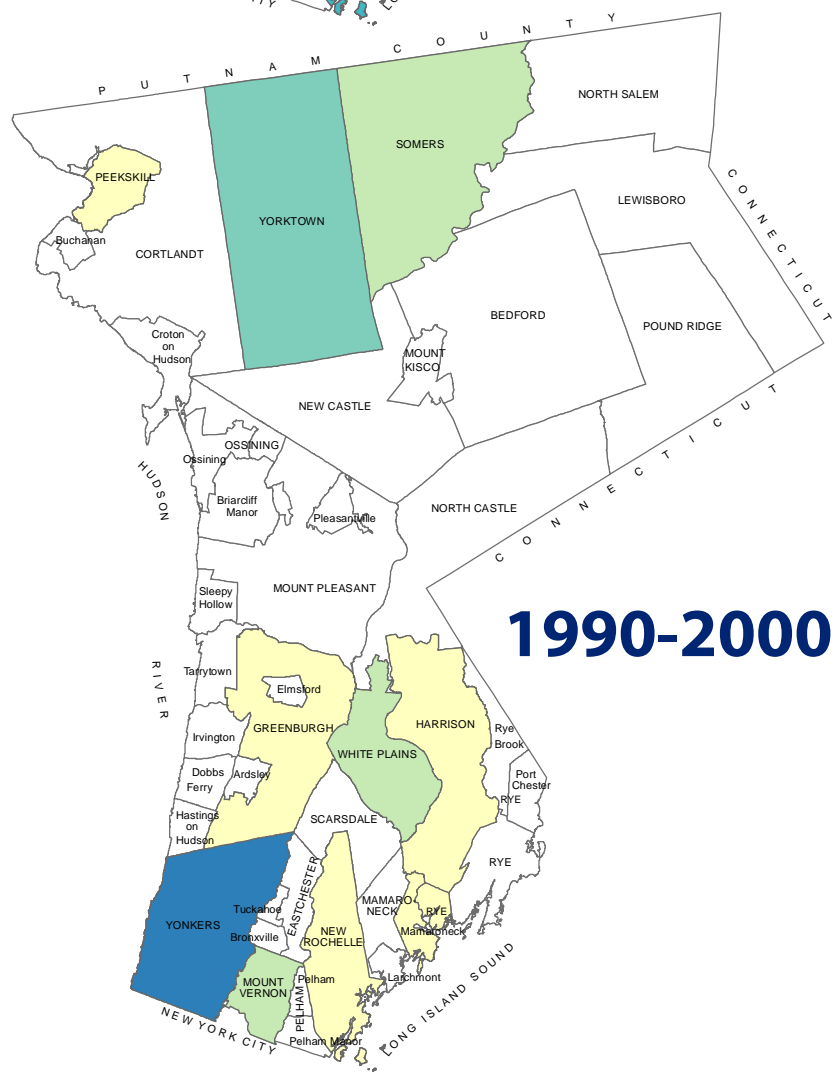 PUTNAM COUNTY
NORTH SALEM
SOMERS
PEEKSKILL
YORKTOWN
LEWISBORO
CONNECTICUT
Buchanan
CORTLANDT
BEDFORD
POUND RIDGE
Croton
on
Hudson
MOUNT
KISCO
NEW CASTLE
CONNECTICUT
OSSINING
Ossining
HUDSON
Briarcliff
Manor
Pleasantville
NORTH CASTLE
MOUNT PLEASANT
Sleepy
Hollow
1990-2000
RIVER
Tarrytown
Elmsford
GREENBURGH
HARRISON
Rye
Brook
Irvington
WHITE PLAINS
Dobbs
Ferry
Ardsley
Port
Chester
RYE
Hastings
on
Hudson
SCARSDALE
RYE
EASTCHESTER
MAMARO
NECK
Tuckahoe
RYE
YONKERS
NEW
ROCHELLE
Mamaroneck
Bronxville
Larchmont
Pelham
MOUNT
VERNON
PELHAM
LONG ISLAND SOUND
NEW YORK CITY
Pelham Manor